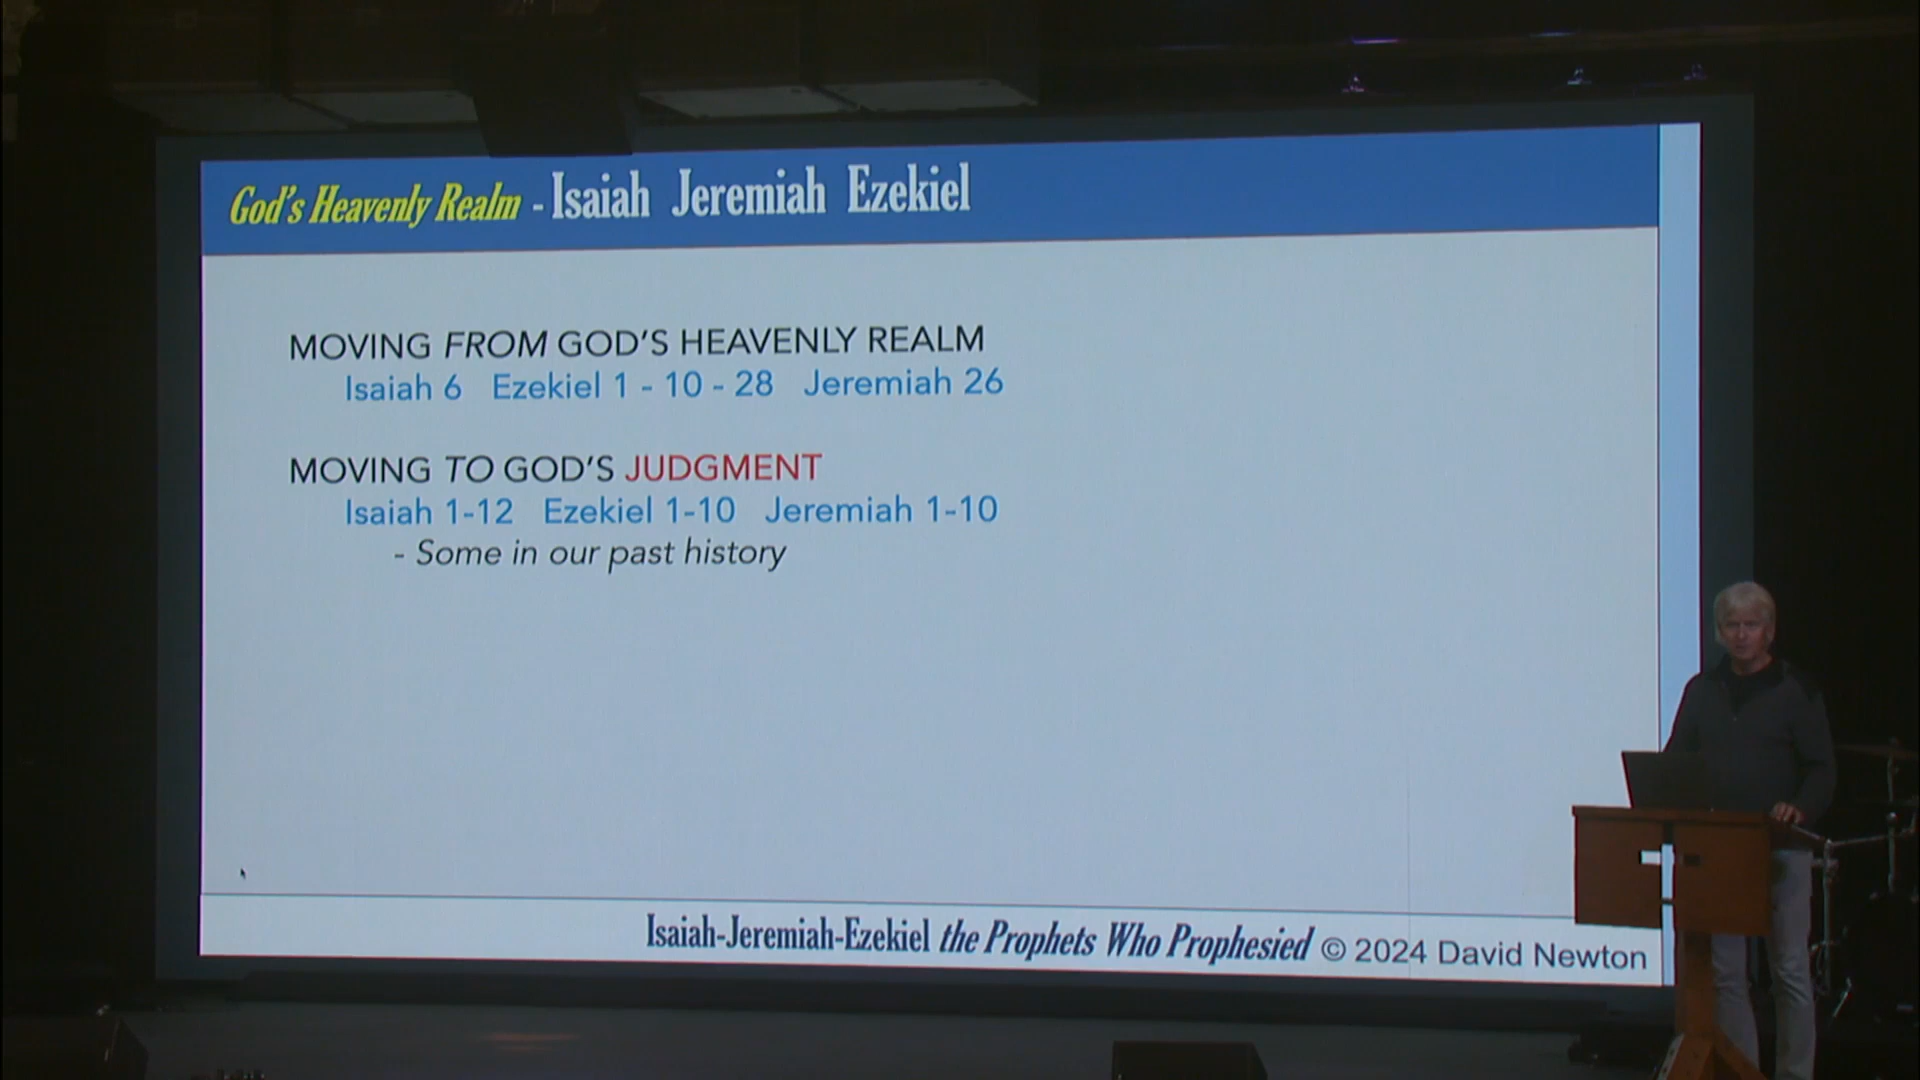 God's Heavenly Realm - Isaiah Jeremiah Ezekiel
MOVING FROM GOD'S HEAVENLY REALM
Isaiah 6 Ezekiel 1 - 10 - 28 Jeremiah 26
MOVING TO GOD'S JUDGMENT
Isaiah 1-12 Ezekiel 1-10 Jeremiah 1-10
- Some in our past history
Isaiah-Jeremiah-Ezekiel the Prophets Who Prophesied © 2024 David Newton